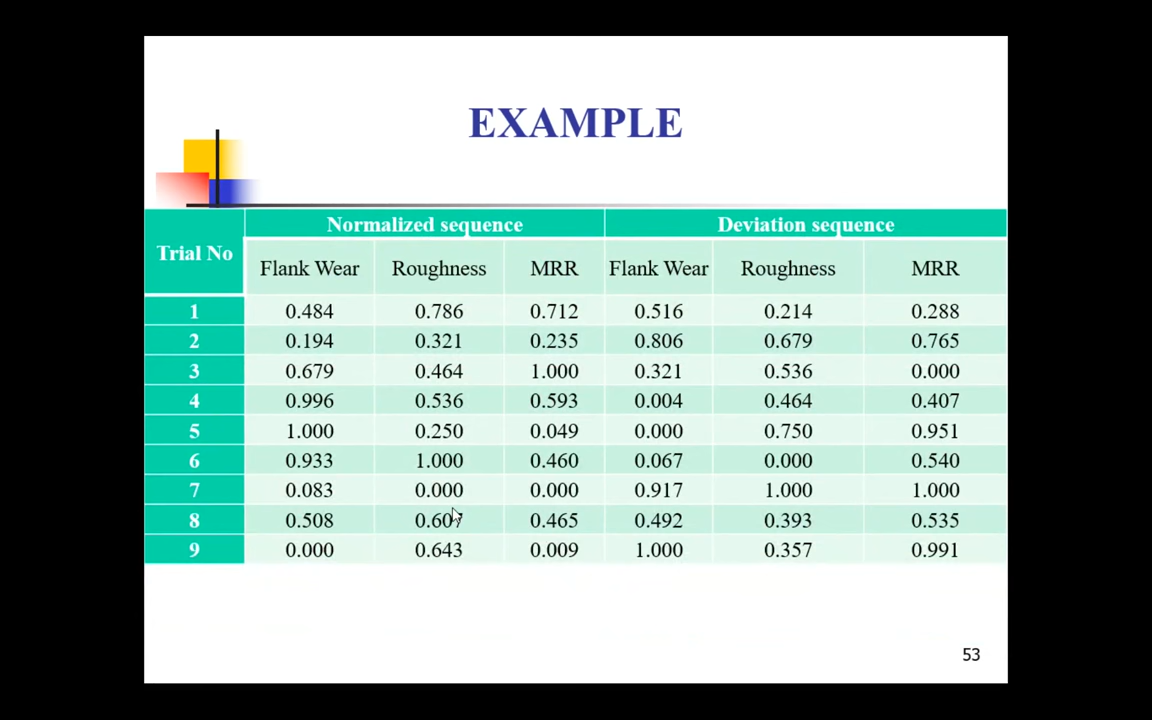 EXAMPLE
Trial No Normalized sequence Deviation sequence
Flank Wear Roughness MRR Flank Wear Roughness MRR
1 0.484 0.786 0.712 0.516 0.214 0.288
2 0.194 0.321 0.235 0.806 0.679 0.765
3 0.679 0.464 1.000 0.321 0.536 0.000
4 0.996 0.536 0.593 0.004 0.464 0.407
5 1.000 0.250 0.049 0.000 0.750 0.951
6 0.933 1.000 0.460 0.067 0.000 0.540
7 0.083 0.000 0.000 0.917 1.000 1.000
8 0.508 0.607 0.465 0.492 0.393 0.535
9 0.000 0.643 0.009 1.000 0.357 0.991
53